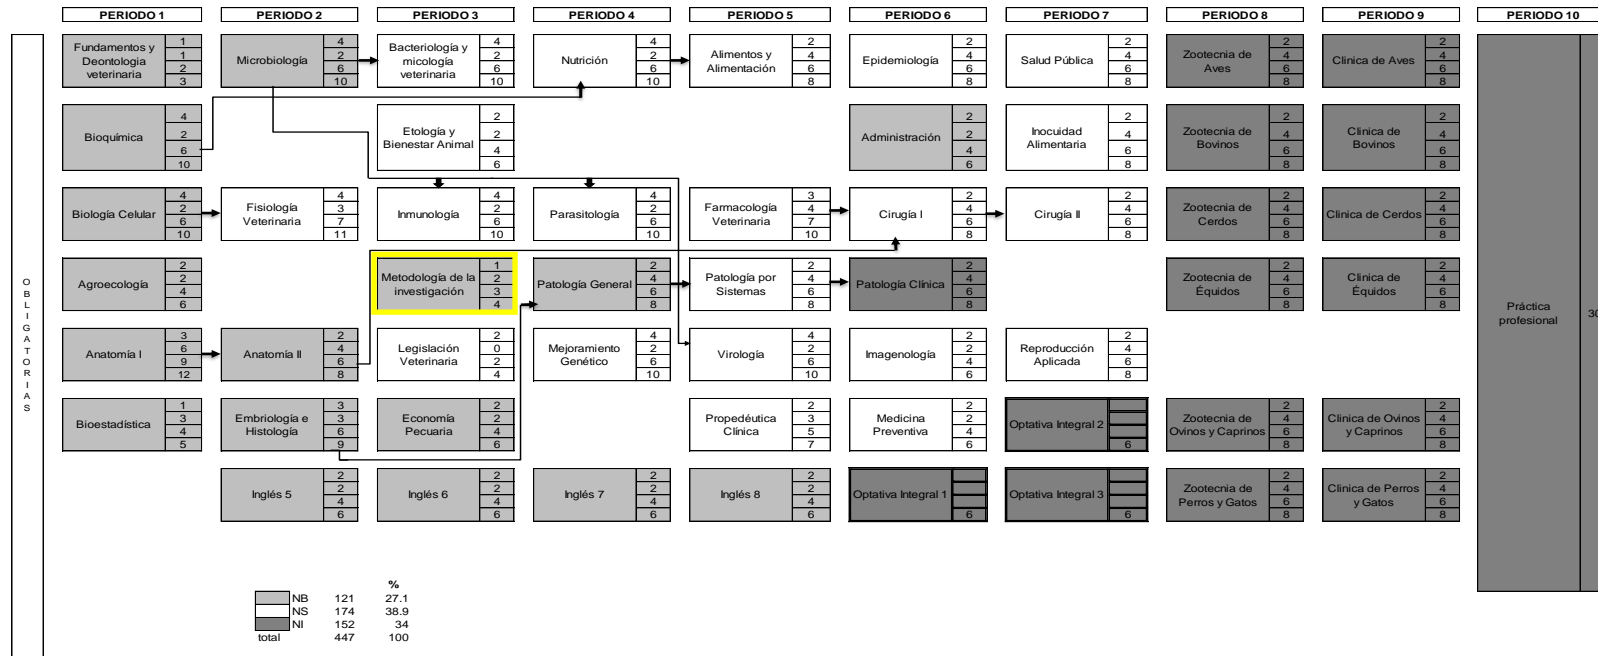 PERIODO 1 PERIODO 2 PERIODO 3 PERIODO 4 PERIODO 5 PERIODO 6 PERIODO 7 PERIODO 8 PERIODO 9 PERIODO 10
OBLIGATORIAS
Fundamentos y
Deontologia
veterinaria
1
1
2
3
Microbiología
4
2
6
10
Bacteriología y
micología
veterinaria
4
2
6
10
Nutrición
4
2
6
10
Alimentos y
Alimentación
2
4
6
8
Epidemiología
2
4
6
8
Salud Pública
2
4
6
8
Zootecnia de
Aves
2
4
6
8
Clinica de Aves
2
4
6
8
Bioquímica
4
2
6
10
Etología y
Bienestar Animal
2
2
4
6
Administración
2
2
4
6
Inocuidad
Alimentaria
2
4
6
8
Zootecnia de
Bovinos
2
4
6
8
Clinica de
Bovinos
2
4
6
8
Biología Celular
4
2
6
10
Fisiología
Veterinaria
4
3
7
11
Inmunología
4
2
6
10
Parasitología
4
2
6
10
Farmacología
Veterinaria
3
4
7
10
Cirugía I
2
4
6
8
Cirugía II
2
4
6
8
Zootecnia de
Cerdos
2
4
6
8
Clinica de Cerdos
2
4
6
8
Agroecología
2
2
4
6
Metodología de la
investigación
1
2
3
4
Patología General
2
4
6
8
Patología por
Sistemas
2
4
6
8
Patología Clínica
2
4
6
8
Zootecnia de
Équidos
2
4
6
8
Clinica de
Équidos
2
4
6
8
Anatomía I
3
6
9
12
Anatomía II
2
4
6
8
Legislación
Veterinaria
2
0
2
4
Mejoramiento
Genético
4
2
6
10
Virología
4
2
6
10
Imagenología
2
2
4
6
Reproducción
Aplicada
2
4
6
8
Bioestadística
1
3
4
5
Embriología e
Histología
3
3
6
9
Economía
Pecuaria
2
2
4
6
Propedéutica
Clínica
2
3
5
7
Medicina
Preventiva
2
2
4
6
Optativa Integral 2
6
Zootecnia de
Ovinos y Caprinos
2
4
6
8
Clinica de Ovinos
y Caprinos
2
4
6
8
Inglés 5
2
2
4
6
Inglés 6
2
2
4
6
Inglés 7
2
2
4
6
Inglés 8
2
2
4
6
Optativa Integral 1
6
Optativa Integral 3
6
Zootecnia de
Perros y Gatos
2
4
6
8
Clinica de Perros
y Gatos
2
4
6
8
Práctica
profesional
30
%
NB 121 27.1
NS 174 38.9
NI 152 34
total 447 100